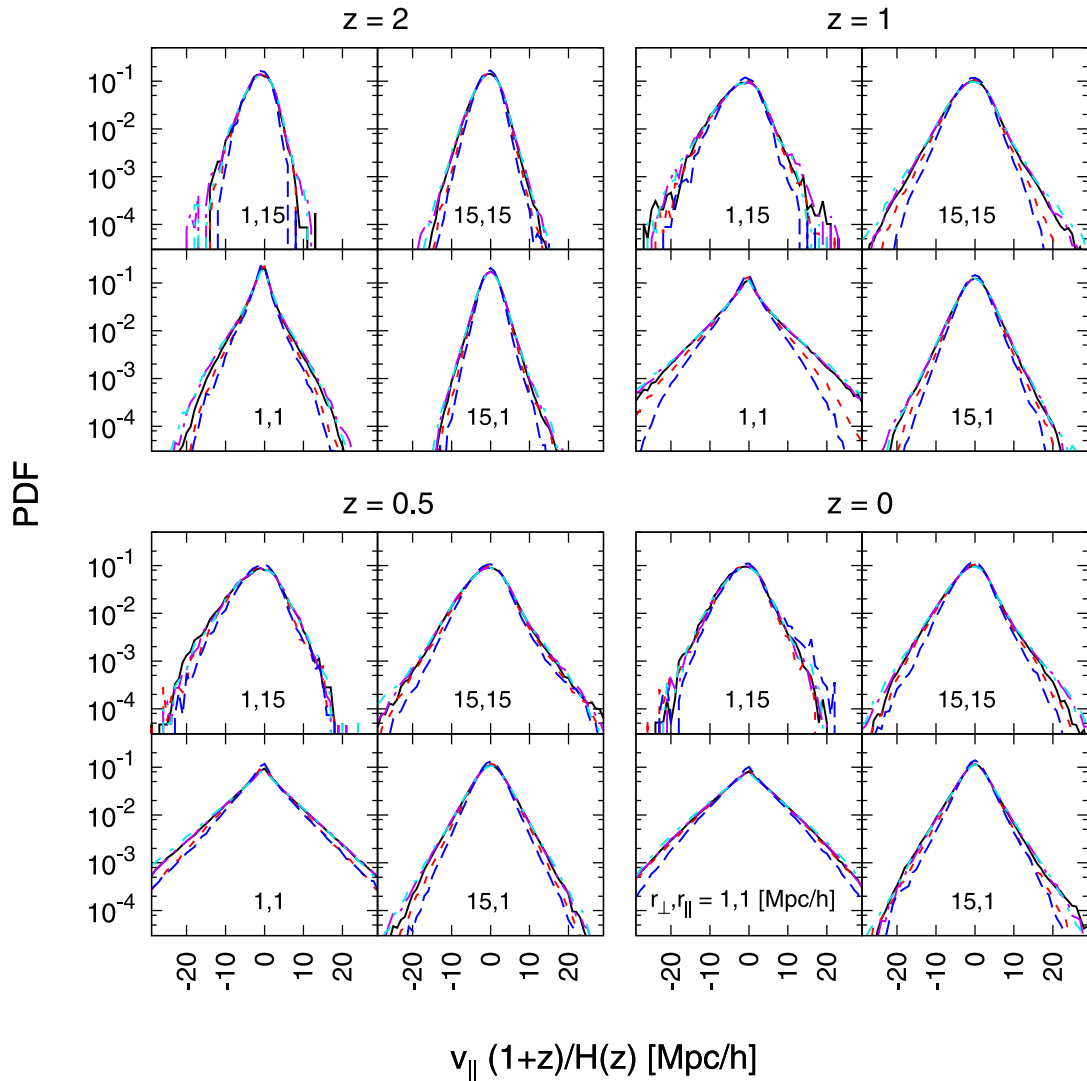 z = 2 z = 1
10⁻¹ 10⁻² 10⁻³ 10⁻⁴
1,15 15,15 1,15 15,15
10⁻¹ 10⁻² 10⁻³ 10⁻⁴
1,1 15,1 1,1 15,1
PDF
z = 0.5 z = 0
10⁻¹ 10⁻² 10⁻³ 10⁻⁴
1,15 15,15 1,15 15,15
10⁻¹ 10⁻² 10⁻³ 10⁻⁴
1,1 15,1 r⊥,r∥ = 1,1 [Mpc/h] 15,1
-20 -10 0 10 20 -20 -10 0 10 20 -20 -10 0 10 20 -20 -10 0 10 20
v∥ (1+z)/H(z) [Mpc/h]